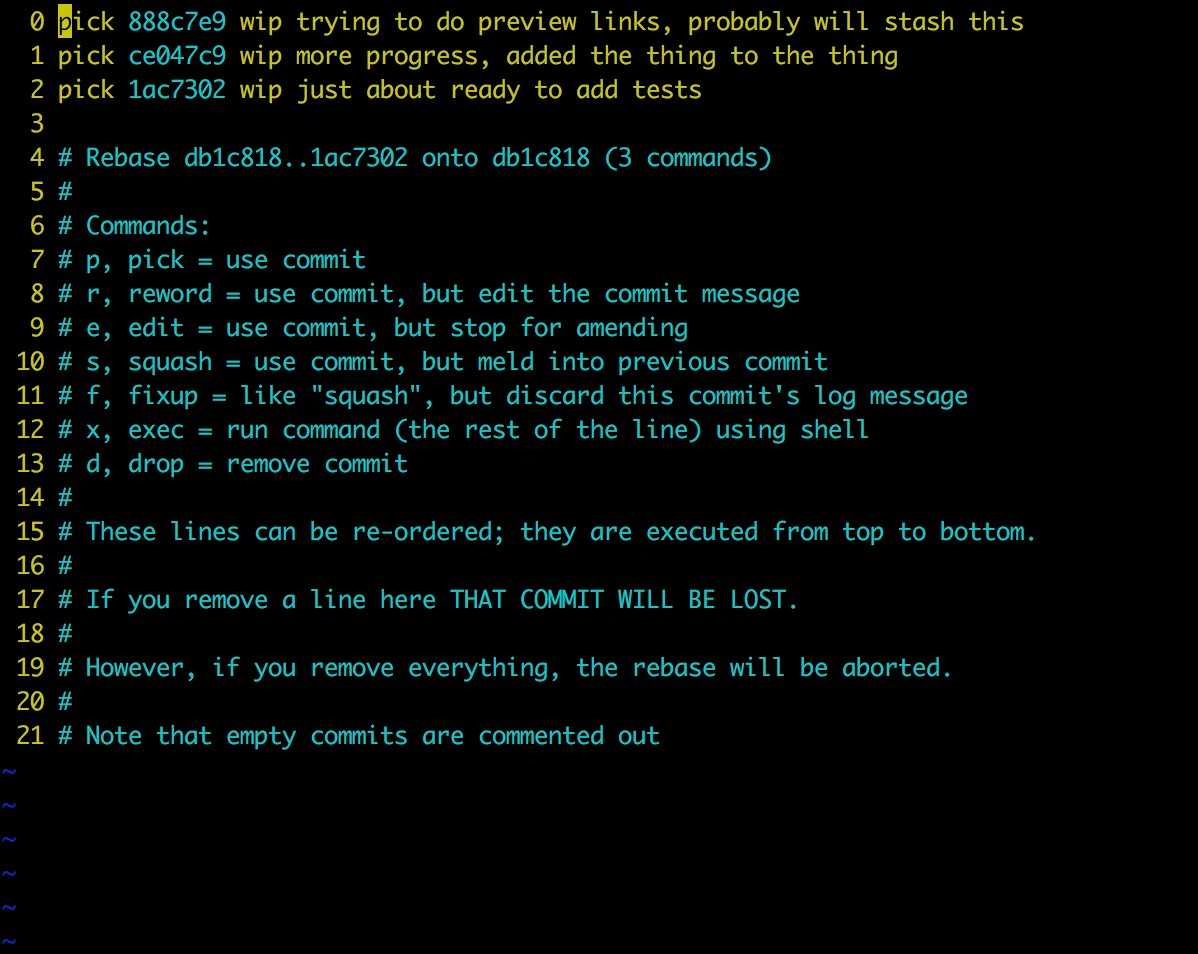 0 pick 888c7e9 wip trying to do preview links, probably will stash this
1 pick ce047c9 wip more progress, added the thing to the thing
2 pick 1ac7302 wip just about ready to add tests
3
4 # Rebase db1c818..1ac7302 onto db1c818 (3 commands)
5 #
6 # Commands:
7 # p, pick = use commit
8 # r, reword = use commit, but edit the commit message
9 # e, edit = use commit, but stop for amending
10 # s, squash = use commit, but meld into previous commit
11 # f, fixup = like "squash", but discard this commit's log message
12 # x, exec = run command (the rest of the line) using shell
13 # d, drop = remove commit
14 #
15 # These lines can be re-ordered; they are executed from top to bottom.
16 #
17 # If you remove a line here THAT COMMIT WILL BE LOST.
18 #
19 # However, if you remove everything, the rebase will be aborted.
20 #
21 # Note that empty commits are commented out
~
~
~
~
~
~